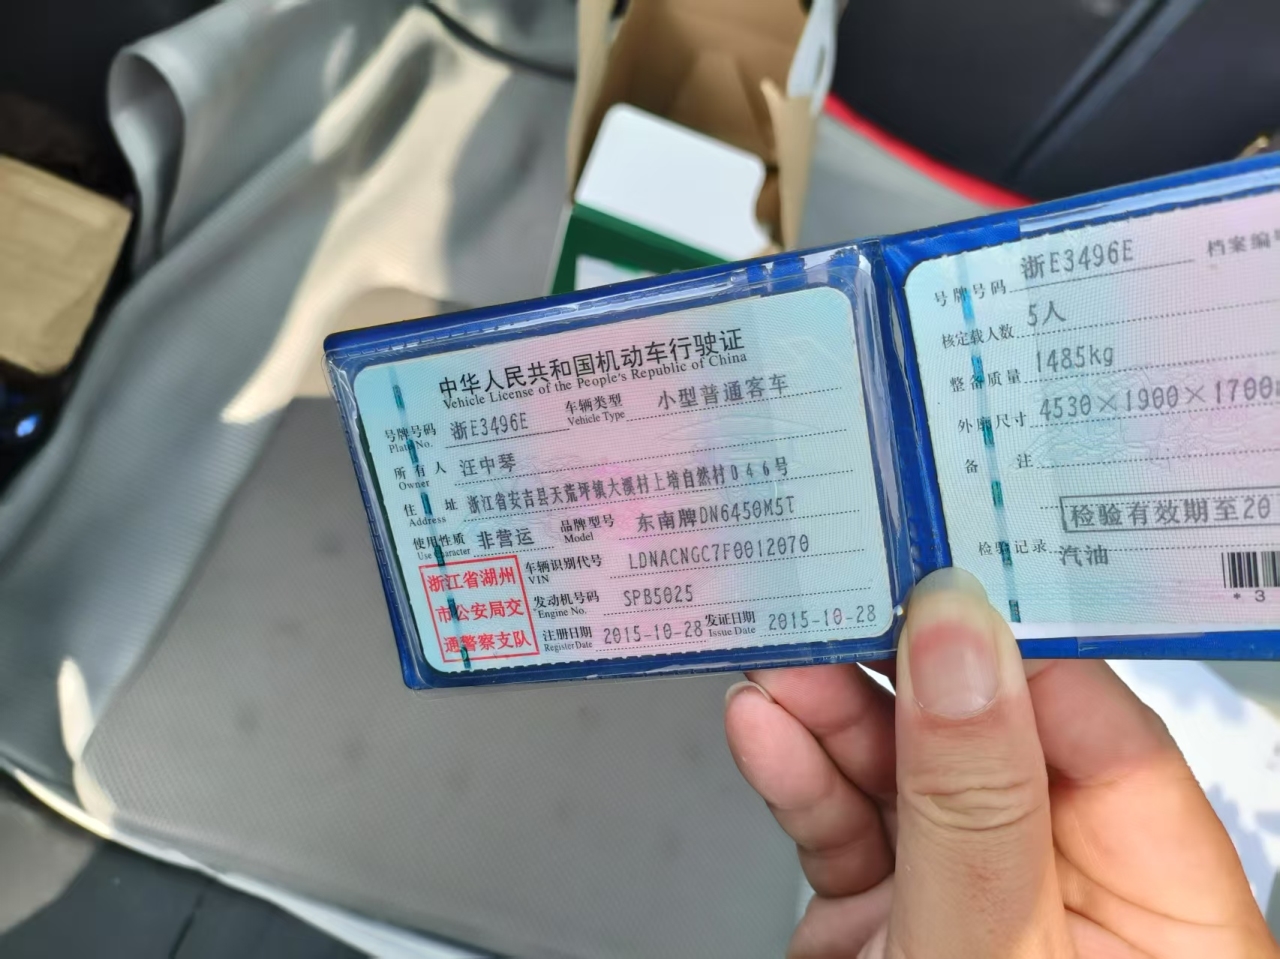 中华人民共和国机动车行驶证
Vehicle License of the People's Republic of China
号牌号码 浙E3496E 车辆类型 小型普通客车
Plate No. Vehicle Type
所有人 汪中琴
Owner
住址 浙江省安吉县天荒坪镇大溪村上培自然村046号
Address
使用性质 非营运 品牌型号 东南牌DN6450M5T
Use Character Model
浙江省湖州
市公安局交
通警察支队
车辆识别代号 LDNACNGC7F0012070
VIN
发动机号码 SPB5025
Engine No.
注册日期 2015-10-28 发证日期 2015-10-28
Register Date Issue Date
号牌号码 浙E3496E 档案编
核定载人数 5人
整备质量 1485kg
外廓尺寸 4530×1900×1700
备注
检验有效期至20
检验记录 汽油
*3